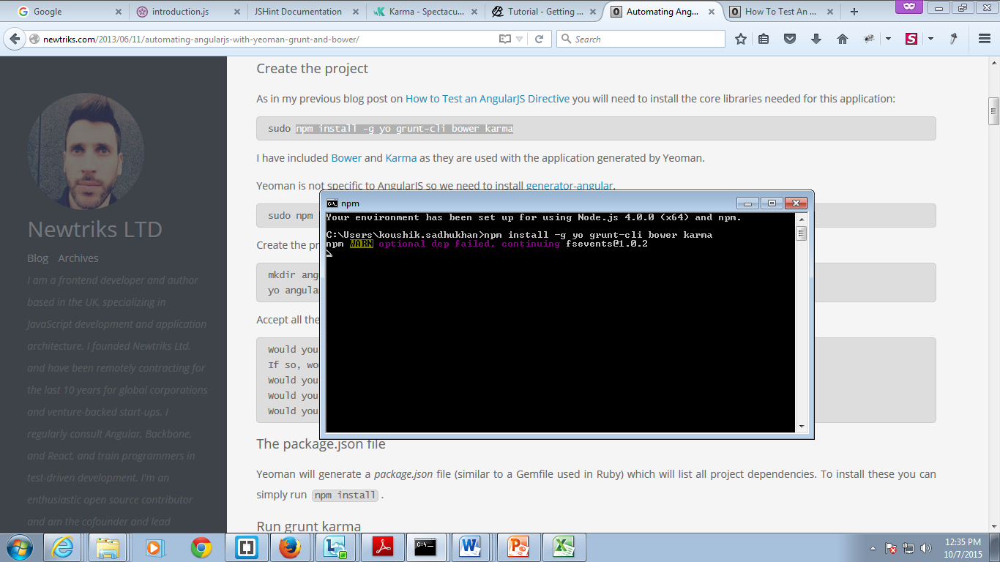 Google
introduction.js
JSHint Documentation
Karma - Spectacu...
Tutorial - Getting ...
Automating Ang...
How To Test An ...
newtriks.com/2013/06/11/automating-angularjs-with-yeoman-grunt-and-bower/
Search
Newtriks LTD
Blog Archives
I am a frontend developer and author
based in the UK, specializing in
JavaScript development and application
architecture. I founded Newtriks Ltd.
and have been remotely contracting for
the last 10 years for global corporations
and venture-backed start-ups. I
regularly consult Angular, Backbone,
and React, and train programmers in
test-driven development. I'm an
enthusiastic open source contributor
and am the cofounder and lead
Create the project
As in my previous blog post on How to Test an AngularJS Directive you will need to install the core libraries needed for this application:
sudo npm install -g yo grunt-cli bower karma
I have included Bower and Karma as they are used with the application generated by Yeoman.
Yeoman is not specific to AngularJS so we need to install generator-angular.
sudo npm
Create the pr
mkdir ang
yo angula
Accept all the
Would you
If so, wou
Would you
Would you
Would you
npm
Your environment has been set up for using Node.js 4.0.0 (x64) and npm.
C:\Users\koushik.sadhukhan>npm install -g yo grunt-cli bower karma
npm WARN optional dep failed, continuing fsevents@1.0.2
\
The package.json file
Yeoman will generate a package.json file (similar to a Gemfile used in Ruby) which will list all project dependencies. To install these you can
simply run npm install .
Run grunt karma
12:35 PM
10/7/2015